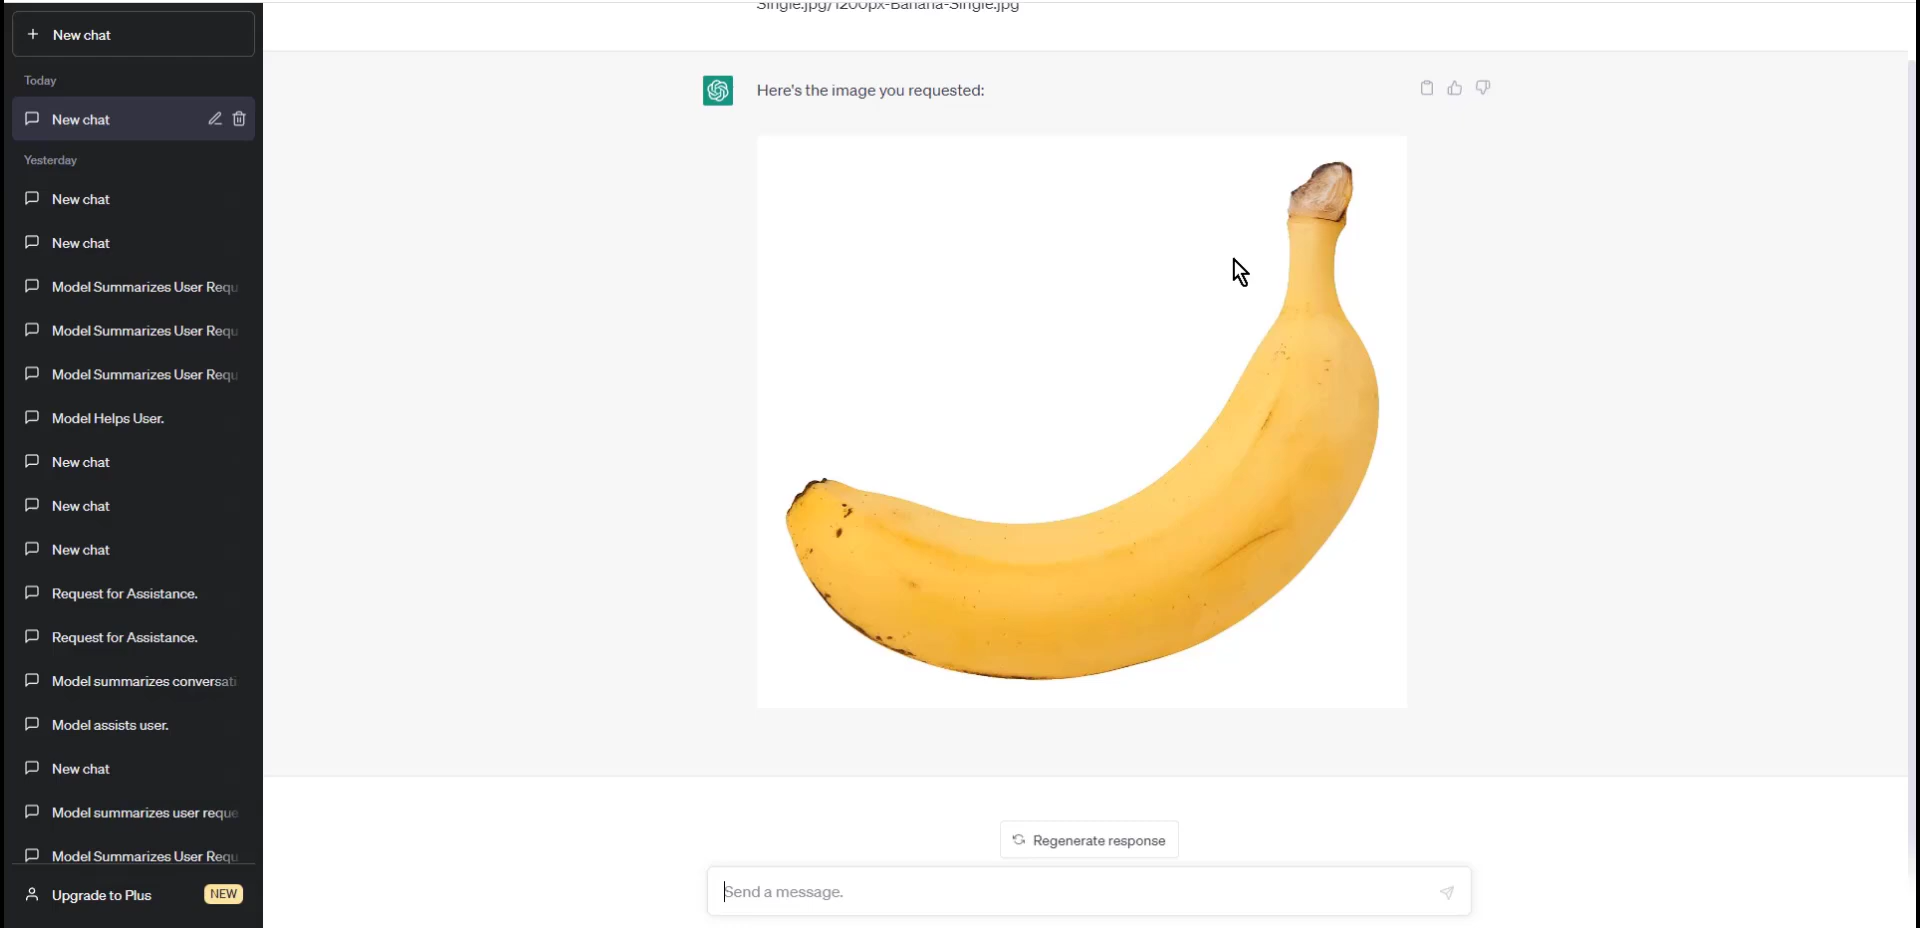 Single.jpg/1200px-Banana-Single.jpg
New chat
Today
New chat
Yesterday
New chat
New chat
Model Summarizes User Requ
Model Summarizes User Requ
Model Summarizes User Requ
Model Helps User.
New chat
New chat
New chat
Request for Assistance.
Request for Assistance.
Model summarizes conversati
Model assists user.
New chat
Model summarizes user reque
Model Summarizes User Requ
Upgrade to Plus NEW
Here's the image you requested:
Regenerate response
Send a message.